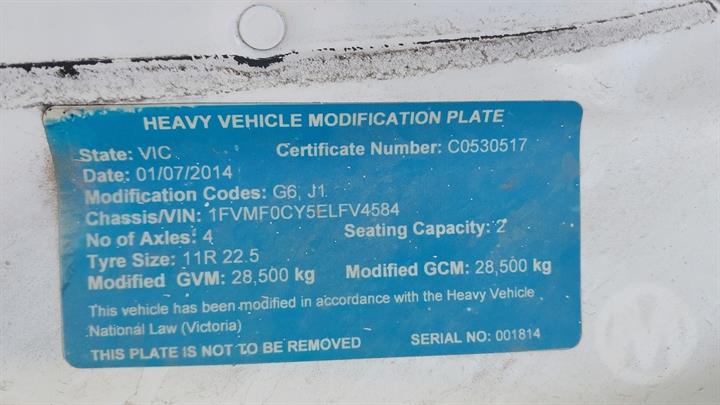 HEAVY VEHICLE MODIFICATION PLATE
State: VIC Certificate Number: C0530517
Date: 01/07/2014
Modification Codes: G6, J1
Chassis/VIN: 1FVMF0CY5ELFV4584
No of Axles: 4 Seating Capacity: 2
Tyre Size: 11R 22.5
Modified GVM: 28,500 kg Modified GCM: 28,500 kg
This vehicle has been modified in accordance with the Heavy Vehicle
National Law (Victoria)
THIS PLATE IS NOT TO BE REMOVED SERIAL NO: 001814
M